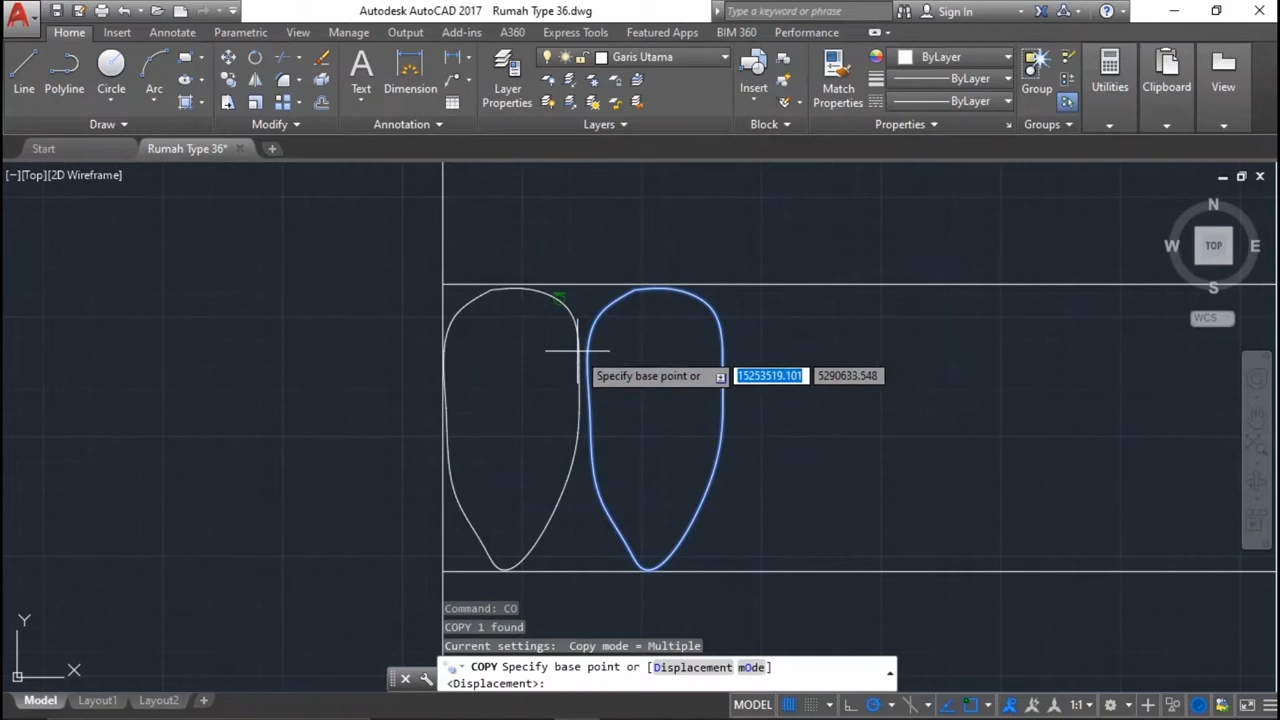 Autodesk AutoCAD 2017 Rumah Type 36.dwg
Type a keyword or phrase
Sign In
Home Insert Annotate Parametric View Manage Output Add-ins A360 Express Tools Featured Apps BIM 360 Performance
Line Polyline Circle Arc
Text Dimension
Layer Properties
Garis Utama
Insert
Match Properties
ByLayer
ByLayer
ByLayer
Group
Utilities
Clipboard
View
Draw Modify Annotation Layers Block Properties Groups
Start Rumah Type 36*
[−][Top][2D Wireframe]
N
W TOP E
S
WCS
Specify base point or 15253519.101 5290633.548
Command: CO
COPY 1 found
Current settings: Copy mode = Multiple
COPY Specify base point or [Displacement mOde]
<Displacement>:
Y
X
Model Layout1 Layout2 +
MODEL 1:1